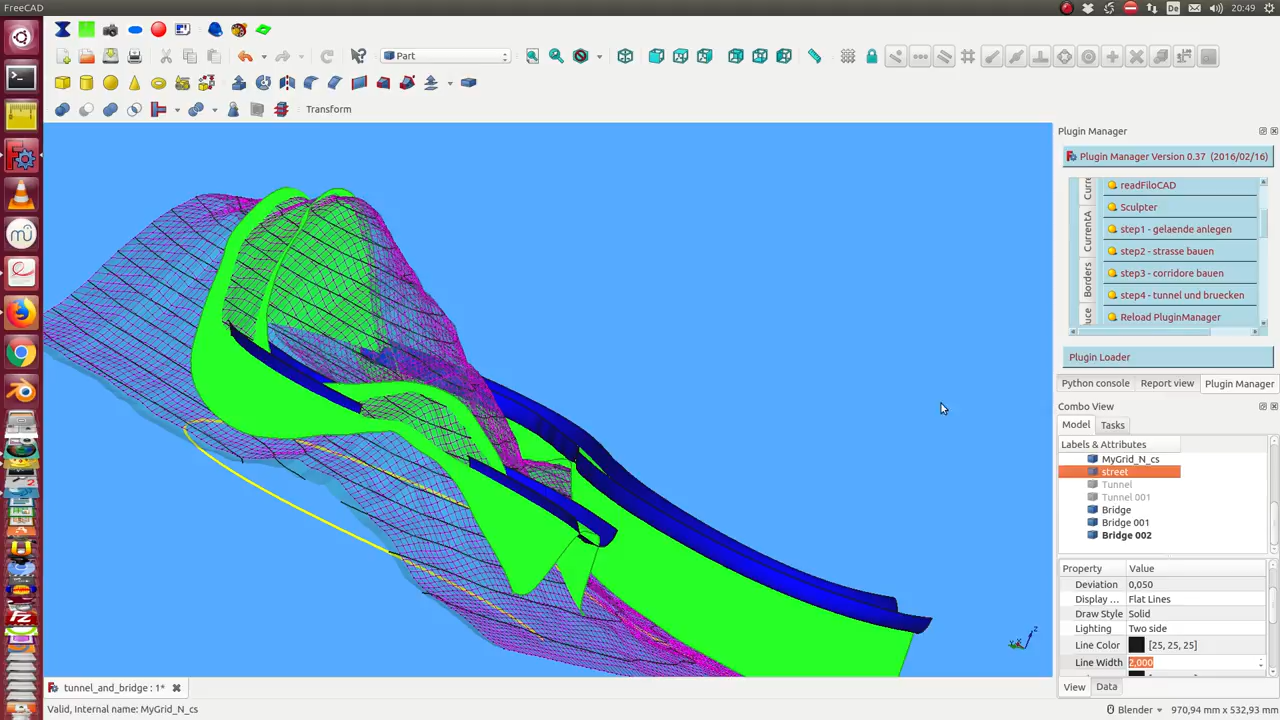 FreeCAD
De
20:49
Part
Transform
Plugin Manager
Plugin Manager Version 0.37 (2016/02/16)
readFiloCAD
Sculpter
step1 - gelaende anlegen
step2 - strasse bauen
step3 - corridore bauen
step4 - tunnel und bruecken
Reload PluginManager
CurrentA
Borders
Plugin Loader
Python console
Report view
Plugin Manager
Combo View
Model
Tasks
Labels & Attributes
MyGrid_N_cs
street
Tunnel
Tunnel 001
Bridge
Bridge 001
Bridge 002
Property
Value
Deviation
0,050
Display ...
Flat Lines
Draw Style
Solid
Lighting
Two side
Line Color
[25, 25, 25]
Line Width
2,000
View
Data
tunnel_and_bridge : 1*
Valid, Internal name: MyGrid_N_cs
Blender
970,94 mm x 532,93 mm